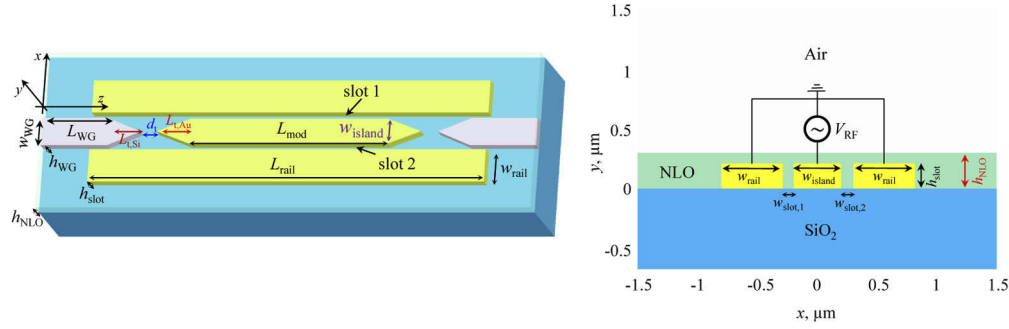 x
y
z
slot 1
w_WG
L_WG
d_t
L_t,Au
L_t,Si
L_mod
w_island
h_WG
L_rail
slot 2
w_rail
h_slot
h_NLO
y, µm
1.5
1
0.5
0
-0.5
Air
V_RF
NLO
w_rail
w_island
w_rail
h_slot
h_NLO
w_slot,1
w_slot,2
SiO₂
-1.5 -1 -0.5 0 0.5 1 1.5
x, µm